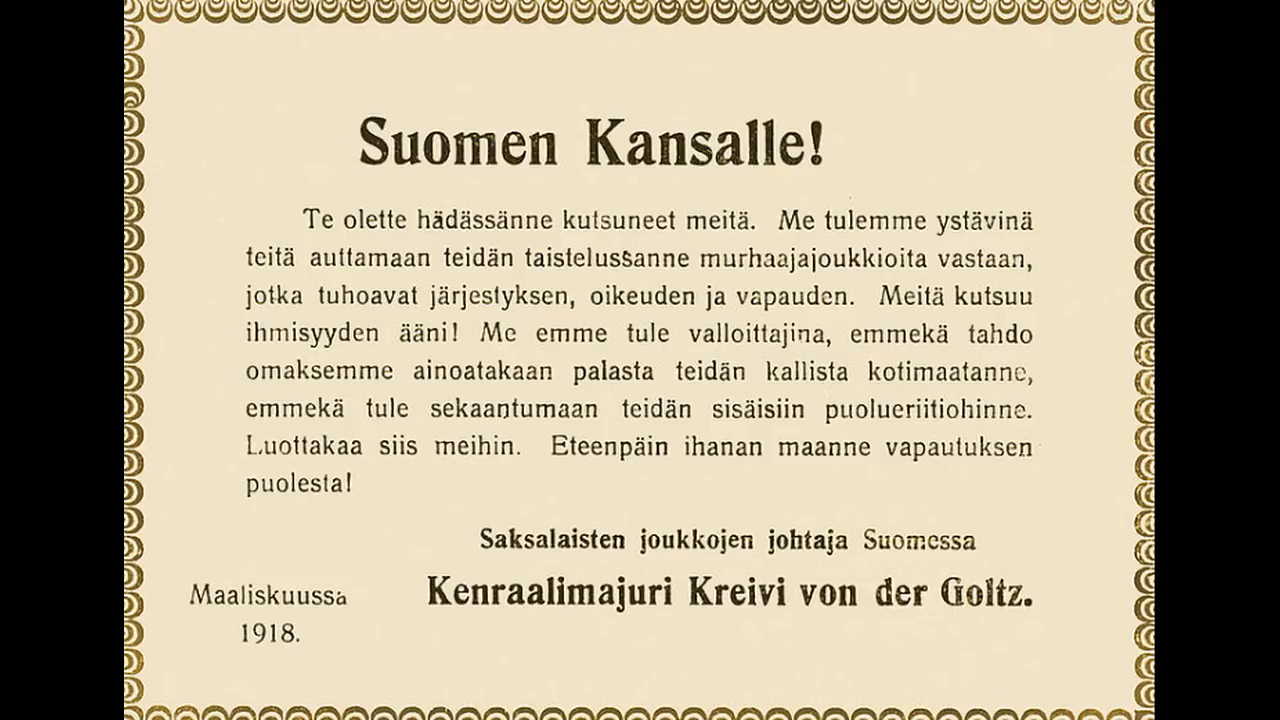 Suomen Kansalle!
Te olette hädässänne kutsuneet meitä. Me tulemme ystävinä
teitä auttamaan teidän taistelussanne murhaajajoukkioita vastaan,
jotka tuhoavat järjestyksen, oikeuden ja vapauden. Meitä kutsuu
ihmisyyden ääni! Me emme tule valloittajina, emmekä tahdo
omaksemme ainoatakaan palasta teidän kallista kotimaatanne,
emmekä tule sekaantumaan teidän sisäisiin puolueriitiohinne.
Luottakaa siis meihin. Eteenpäin ihanan maanne vapautuksen
puolesta!
Saksalaisten joukkojen johtaja Suomessa
Kenraalimajuri Kreivi von der Goltz.
Maaliskuussa
1918.